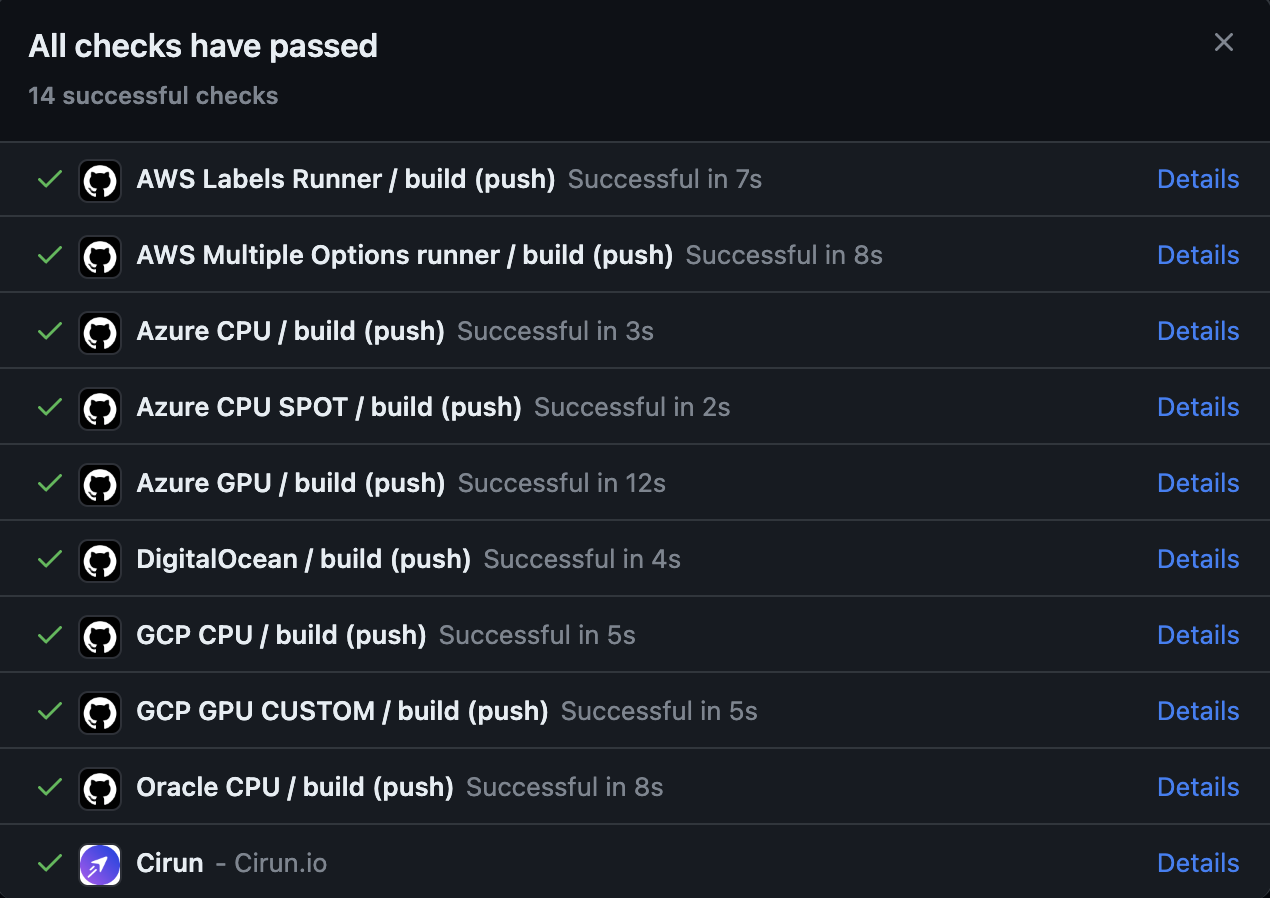 All checks have passed
14 successful checks
AWS Labels Runner / build (push) Successful in 7s Details
AWS Multiple Options runner / build (push) Successful in 8s Details
Azure CPU / build (push) Successful in 3s Details
Azure CPU SPOT / build (push) Successful in 2s Details
Azure GPU / build (push) Successful in 12s Details
DigitalOcean / build (push) Successful in 4s Details
GCP CPU / build (push) Successful in 5s Details
GCP GPU CUSTOM / build (push) Successful in 5s Details
Oracle CPU / build (push) Successful in 8s Details
Cirun - Cirun.io Details